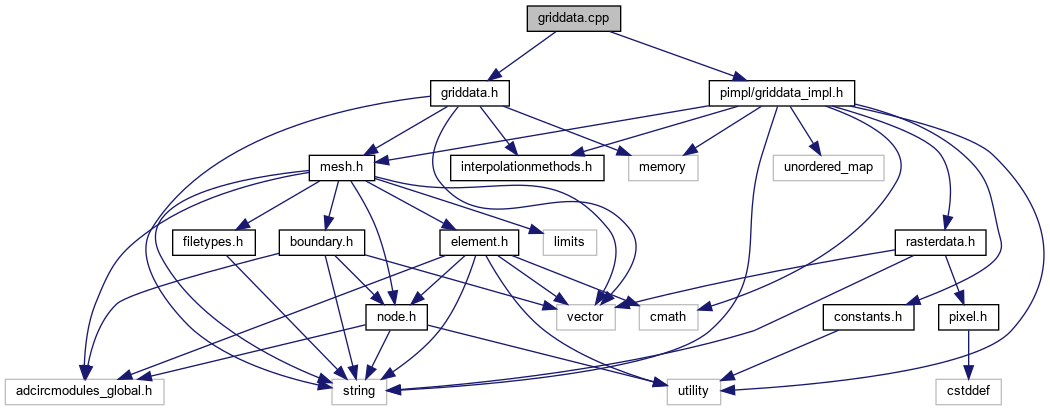 griddata.cpp
griddata.h
pimpl/griddata_impl.h
mesh.h
interpolationmethods.h
memory
unordered_map
filetypes.h
boundary.h
element.h
limits
rasterdata.h
node.h
vector
cmath
constants.h
pixel.h
adcircmodules_global.h
string
utility
cstddef